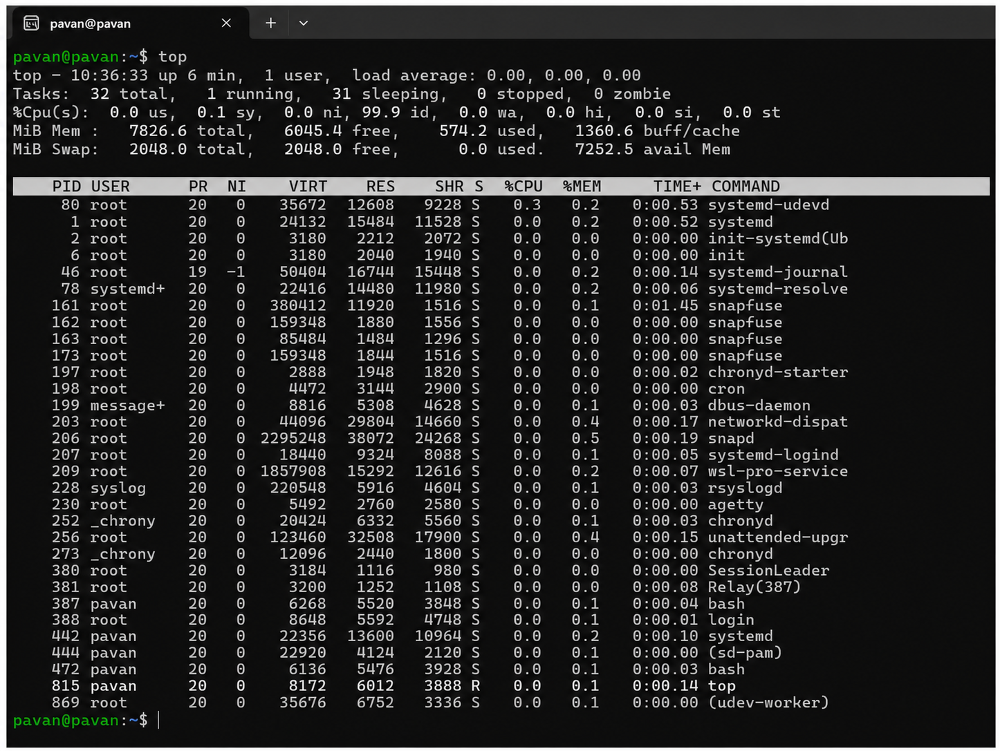 pavan@pavan
pavan@pavan:~$ top
top - 10:36:33 up 6 min,  1 user,  load average: 0.00, 0.00, 0.00
Tasks:  32 total,   1 running,   31 sleeping,   0 stopped,  0 zombie
%Cpu(s):  0.0 us,  0.1 sy,  0.0 ni, 99.9 id,  0.0 wa,  0.0 hi,  0.0 si,  0.0 st
MiB Mem :   7826.6 total,   6045.4 free,    574.2 used,   1360.6 buff/cache
MiB Swap:   2048.0 total,   2048.0 free,      0.0 used.   7252.5 avail Mem
PID USER PR NI VIRT RES SHR S %CPU %MEM TIME+ COMMAND
80 root 20 0 35672 12608 9228 S 0.3 0.2 0:00.53 systemd-udevd
1 root 20 0 24132 15484 11528 S 0.0 0.2 0:00.52 systemd
2 root 20 0 3180 2212 2072 S 0.0 0.0 0:00.00 init-systemd(Ub
6 root 20 0 3180 2040 1940 S 0.0 0.0 0:00.00 init
46 root 19 -1 50404 16744 15448 S 0.0 0.2 0:00.14 systemd-journal
78 systemd+ 20 0 22416 14480 11980 S 0.0 0.2 0:00.06 systemd-resolve
161 root 20 0 380412 11920 1516 S 0.0 0.1 0:01.45 snapfuse
162 root 20 0 159348 1880 1556 S 0.0 0.0 0:00.00 snapfuse
163 root 20 0 85484 1484 1296 S 0.0 0.0 0:00.00 snapfuse
173 root 20 0 159348 1844 1516 S 0.0 0.0 0:00.00 snapfuse
197 root 20 0 2888 1948 1820 S 0.0 0.0 0:00.02 chronyd-starter
198 root 20 0 4472 3144 2900 S 0.0 0.0 0:00.00 cron
199 message+ 20 0 8816 5308 4628 S 0.0 0.1 0:00.03 dbus-daemon
203 root 20 0 44096 29804 14660 S 0.0 0.4 0:00.17 networkd-dispat
206 root 20 0 2295248 38072 24268 S 0.0 0.5 0:00.19 snapd
207 root 20 0 18440 9324 8088 S 0.0 0.1 0:00.05 systemd-logind
209 root 20 0 1857908 15292 12616 S 0.0 0.2 0:00.07 wsl-pro-service
228 syslog 20 0 220548 5916 4604 S 0.0 0.1 0:00.03 rsyslogd
230 root 20 0 5492 2760 2580 S 0.0 0.0 0:00.00 agetty
252 _chrony 20 0 20424 6332 5560 S 0.0 0.1 0:00.03 chronyd
256 root 20 0 123460 32508 17900 S 0.0 0.4 0:00.15 unattended-upgr
273 _chrony 20 0 12096 2440 1800 S 0.0 0.0 0:00.00 chronyd
380 root 20 0 3184 1116 980 S 0.0 0.0 0:00.00 SessionLeader
381 root 20 0 3200 1252 1108 S 0.0 0.0 0:00.08 Relay(387)
387 pavan 20 0 6268 5520 3848 S 0.0 0.1 0:00.04 bash
388 root 20 0 8648 5592 4748 S 0.0 0.1 0:00.01 login
442 pavan 20 0 22356 13600 10964 S 0.0 0.2 0:00.10 systemd
444 pavan 20 0 22920 4124 2120 S 0.0 0.1 0:00.00 (sd-pam)
472 pavan 20 0 6136 5476 3928 S 0.0 0.1 0:00.03 bash
815 pavan 20 0 8172 6012 3888 R 0.0 0.1 0:00.14 top
869 root 20 0 35676 6752 3336 S 0.0 0.1 0:00.00 (udev-worker)
pavan@pavan:~$